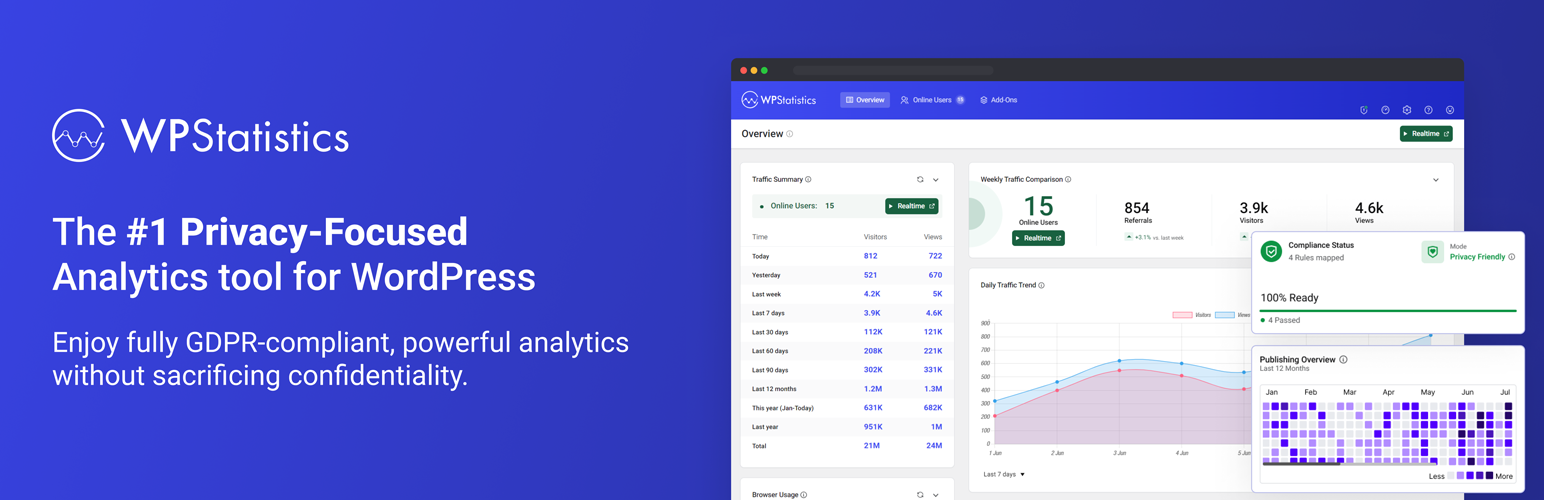 WPStatistics
The #1 Privacy-Focused
Analytics tool for WordPress
Enjoy fully GDPR-compliant, powerful analytics
without sacrificing confidentiality.
WPStatistics Overview Online Users 15 Add-Ons
Overview Realtime
Traffic Summary
Online Users: 15 Realtime
Time Visitors Views
Today 812 722
Yesterday 521 670
Last week 4.2K 5K
Last 7 days 3.9K 4.6K
Last 30 days 112K 121K
Last 60 days 208K 221K
Last 90 days 302K 331K
Last 12 months 1.2M 1.3M
This year (Jan-Today) 631K 682K
Last year 951K 1M
Total 21M 24M
Browser Usage
Weekly Traffic Comparison
15
Online Users
Realtime
854
Referrals
+3.1% vs. last week
3.9k
Visitors
4.6k
Views
Daily Traffic Trend
Visitors Views
800
700
600
500
400
300
200
100
0
1 Jun 2 Jun 3 Jun 4 Jun 5 Jun
Last 7 days
Compliance Status
4 Rules mapped
Mode
Privacy Friendly
100% Ready
4 Passed
Publishing Overview
Last 12 Months
Jan Feb Mar Apr May Jun Jul
Less More